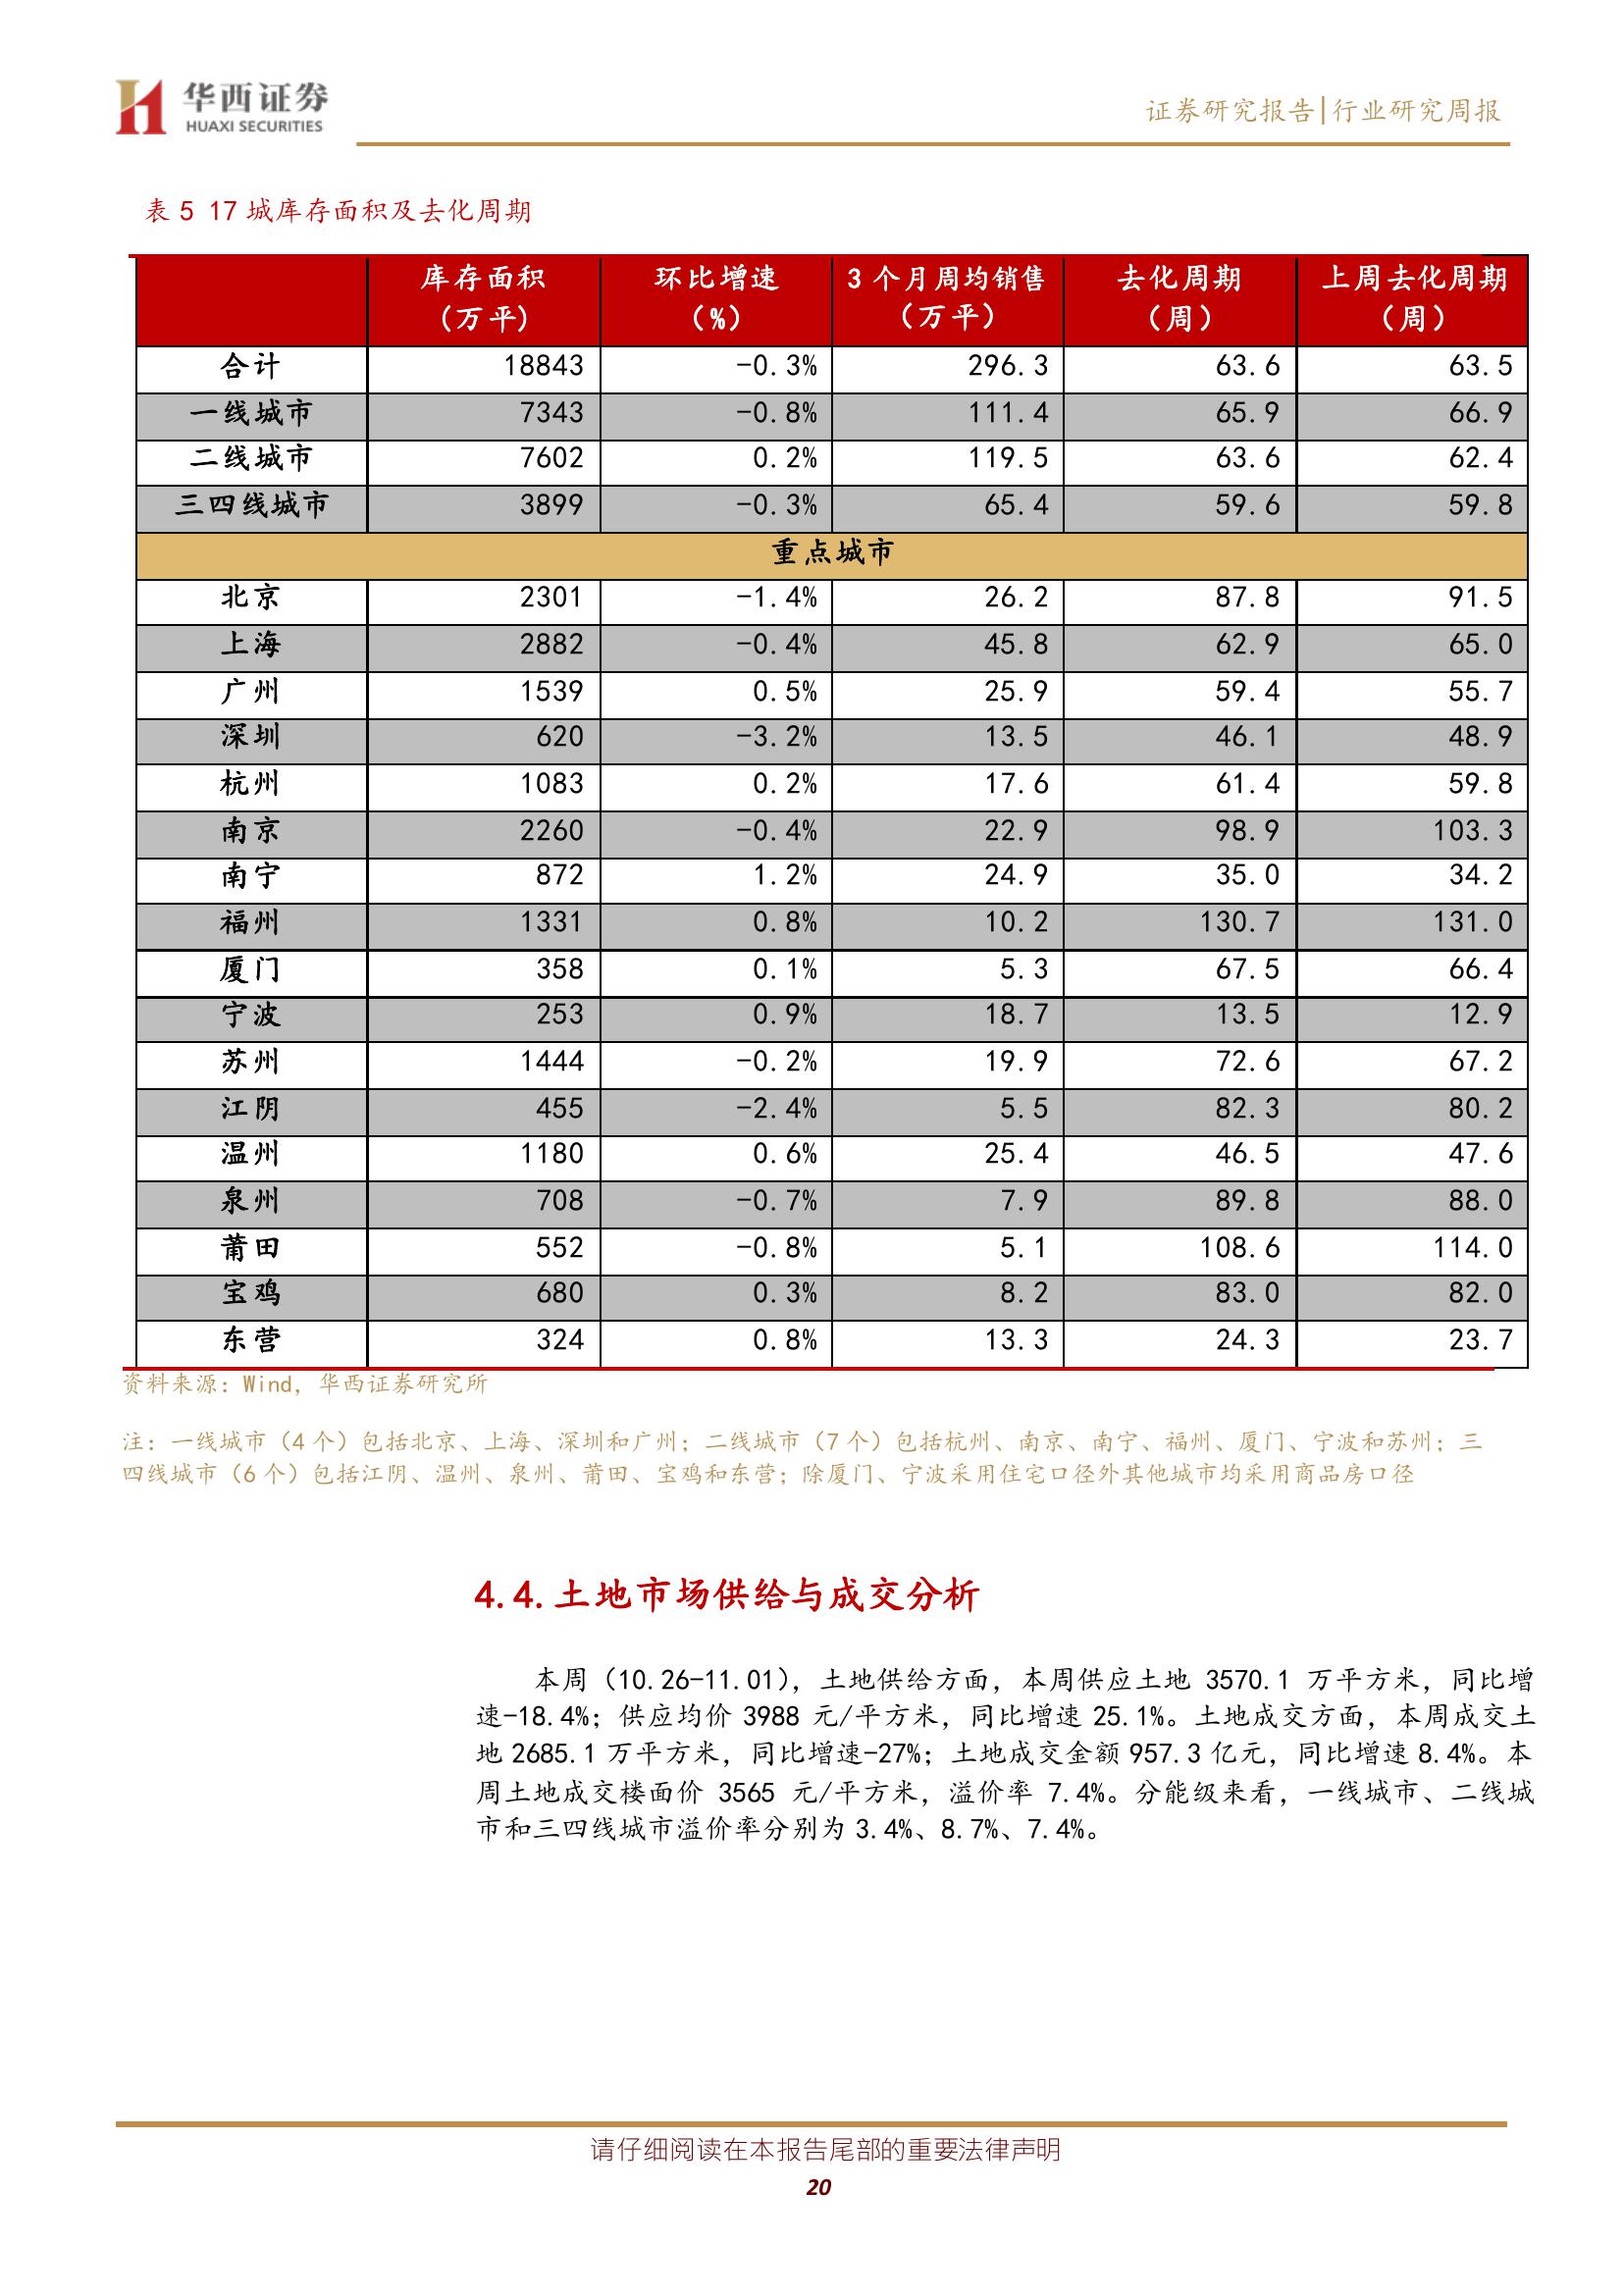 华西证券
HUAXI SECURITIES
证券研究报告|行业研究周报
表 5 17 城库存面积及去化周期
库存面积（万平） 环比增速（%） 3 个月周均销售（万平） 去化周期（周） 上周去化周期（周）
合计 18843 -0.3% 296.3 63.6 63.5
一线城市 7343 -0.8% 111.4 65.9 66.9
二线城市 7602 0.2% 119.5 63.6 62.4
三四线城市 3899 -0.3% 65.4 59.6 59.8
重点城市
北京 2301 -1.4% 26.2 87.8 91.5
上海 2882 -0.4% 45.8 62.9 65.0
广州 1539 0.5% 25.9 59.4 55.7
深圳 620 -3.2% 13.5 46.1 48.9
杭州 1083 0.2% 17.6 61.4 59.8
南京 2260 -0.4% 22.9 98.9 103.3
南宁 872 1.2% 24.9 35.0 34.2
福州 1331 0.8% 10.2 130.7 131.0
厦门 358 0.1% 5.3 67.5 66.4
宁波 253 0.9% 18.7 13.5 12.9
苏州 1444 -0.2% 19.9 72.6 67.2
江阴 455 -2.4% 5.5 82.3 80.2
温州 1180 0.6% 25.4 46.5 47.6
泉州 708 -0.7% 7.9 89.8 88.0
莆田 552 -0.8% 5.1 108.6 114.0
宝鸡 680 0.3% 8.2 83.0 82.0
东营 324 0.8% 13.3 24.3 23.7
资料来源：Wind，华西证券研究所
注：一线城市（4 个）包括北京、上海、深圳和广州；二线城市（7 个）包括杭州、南京、南宁、福州、厦门、宁波和苏州；三
四线城市（6 个）包括江阴、温州、泉州、莆田、宝鸡和东营；除厦门、宁波采用住宅口径外其他城市均采用商品房口径
4.4.土地市场供给与成交分析
本周（10.26-11.01），土地供给方面，本周供应土地 3570.1 万平方米，同比增
速-18.4%；供应均价 3988 元/平方米，同比增速 25.1%。土地成交方面，本周成交土
地 2685.1 万平方米，同比增速-27%；土地成交金额 957.3 亿元，同比增速 8.4%。本
周土地成交楼面价 3565 元/平方米，溢价率 7.4%。分能级来看，一线城市、二线城
市和三四线城市溢价率分别为 3.4%、8.7%、7.4%。
请仔细阅读在本报告尾部的重要法律声明
20